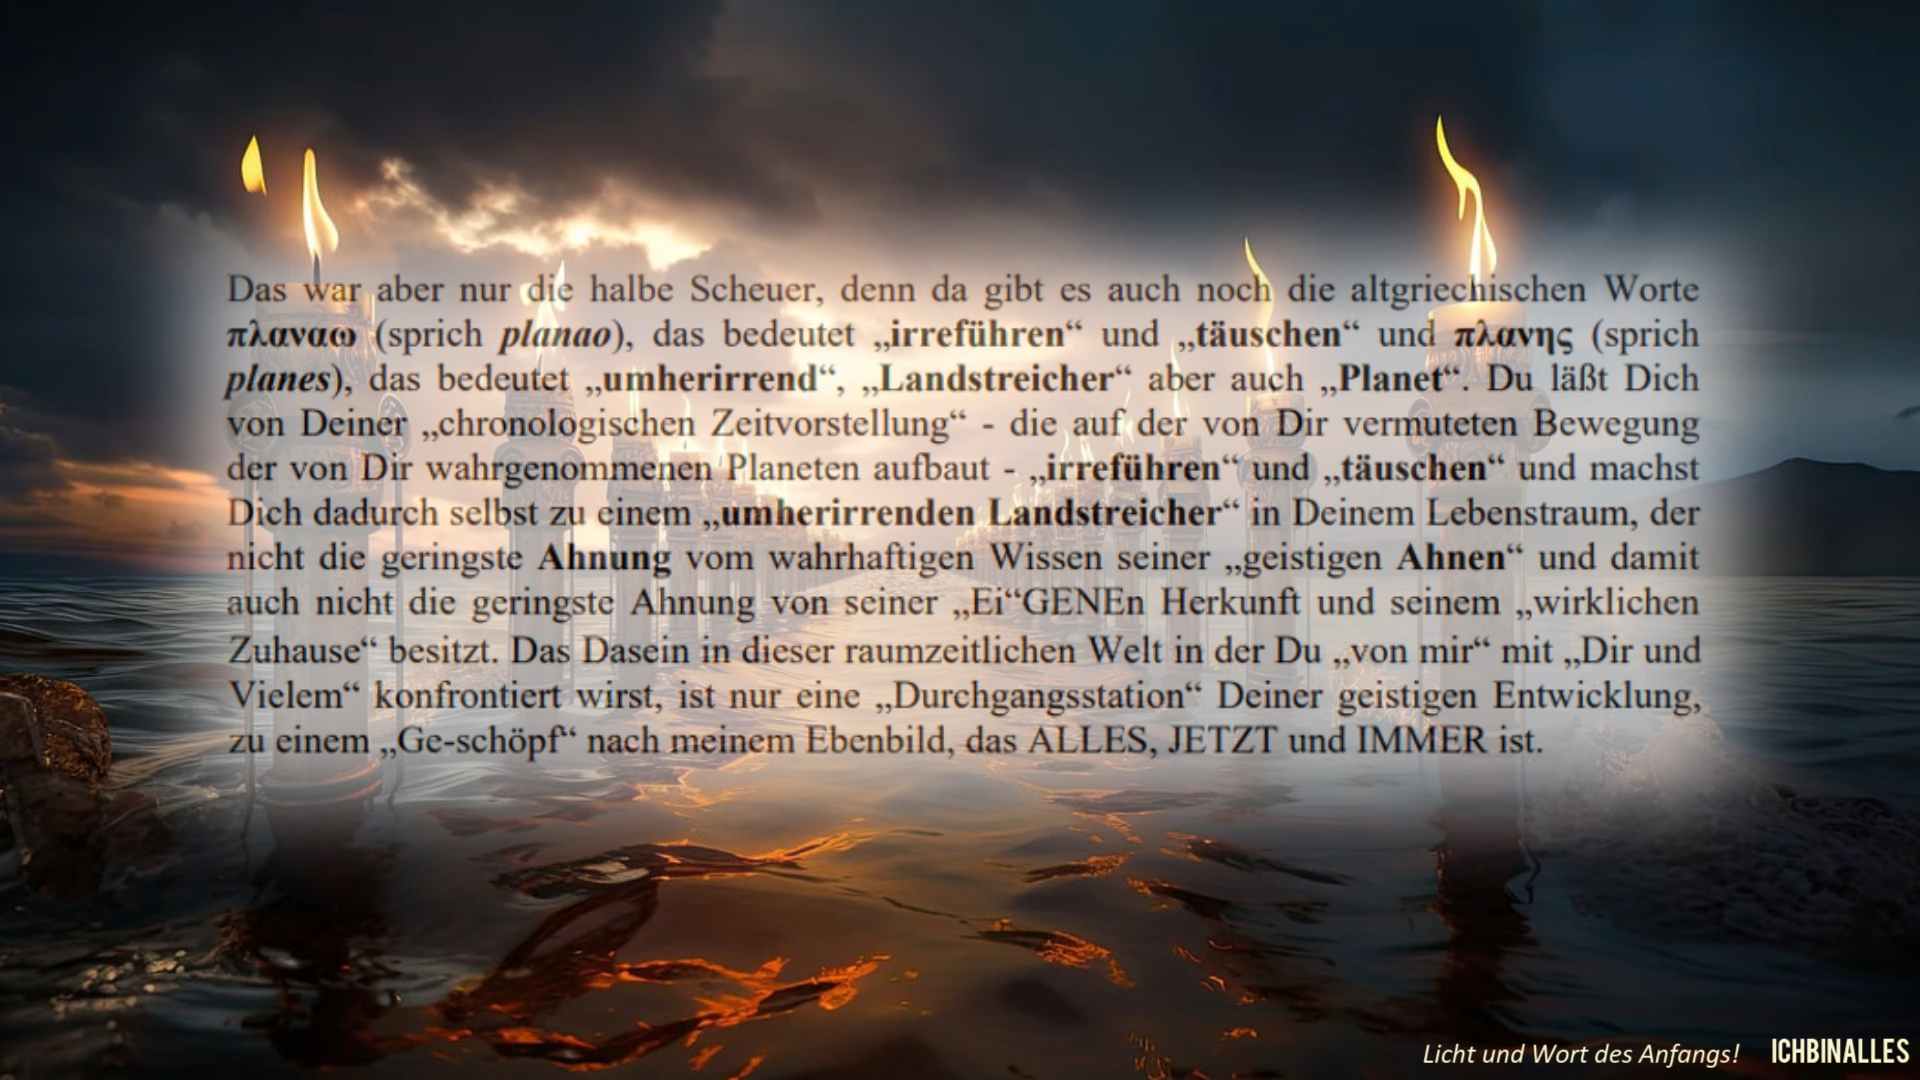 Das war aber nur die halbe Scheuer, denn da gibt es auch noch die altgriechischen Worte
πλαναω (sprich planao), das bedeutet „irreführen“ und „täuschen“ und πλανης (sprich
planes), das bedeutet „umherirrend“, „Landstreicher“ aber auch „Planet“. Du läßt Dich
von Deiner „chronologischen Zeitvorstellung“ - die auf der von Dir vermuteten Bewegung
der von Dir wahrgenommenen Planeten aufbaut - „irreführen“ und „täuschen“ und machst
Dich dadurch selbst zu einem „umherirrenden Landstreicher“ in Deinem Lebenstraum, der
nicht die geringste Ahnung vom wahrhaftigen Wissen seiner „geistigen Ahnen“ und damit
auch nicht die geringste Ahnung von seiner „Ei“GENEn Herkunft und seinem „wirklichen
Zuhause“ besitzt. Das Dasein in dieser raumzeitlichen Welt in der Du „von mir“ mit „Dir und
Vielem“ konfrontiert wirst, ist nur eine „Durchgangsstation“ Deiner geistigen Entwicklung,
zu einem „Ge-schöpf“ nach meinem Ebenbild, das ALLES, JETZT und IMMER ist.
Licht und Wort des Anfangs! ICHBINALLES